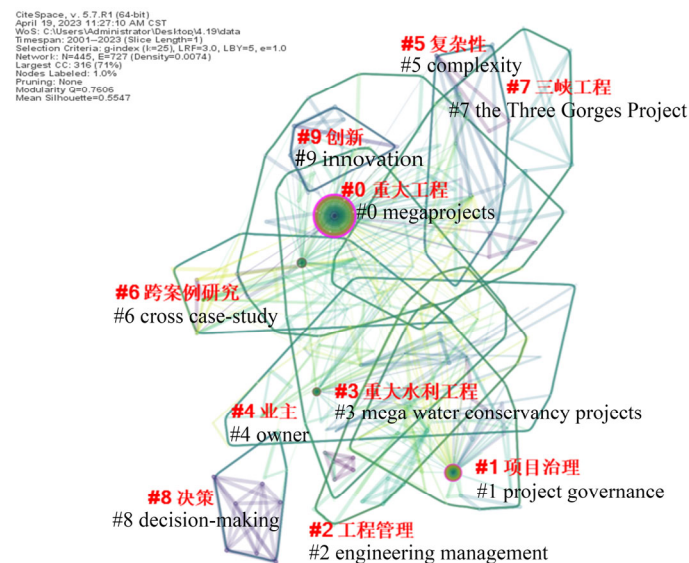 CiteSpace, v. 5.7.R1 (64-bit)
April 19, 2023 11:27:10 AM CST
WoS: C:\Users\Administrator\Desktop\4.19\data
Timespan: 2001-2023 (Slice Length=1)
Selection Criteria: g-index (k=25), LRF=3.0, LBY=5, e=1.0
Network: N=445, E=727 (Density=0.0074)
Largest CC: 316 (71%)
Nodes Labeled: 1.0%
Pruning: None
Modularity Q=0.7606
Mean Silhouette=0.5547
#5 复杂性
#5 complexity
#7 三峡工程
#7 the Three Gorges Project
#9 创新
#9 innovation
#0 重大工程
#0 megaprojects
#6 跨案例研究
#6 cross case-study
#3 重大水利工程
#3 mega water conservancy projects
#4 业主
#4 owner
#1 项目治理
#1 project governance
#8 决策
#8 decision-making
#2 工程管理
#2 engineering management